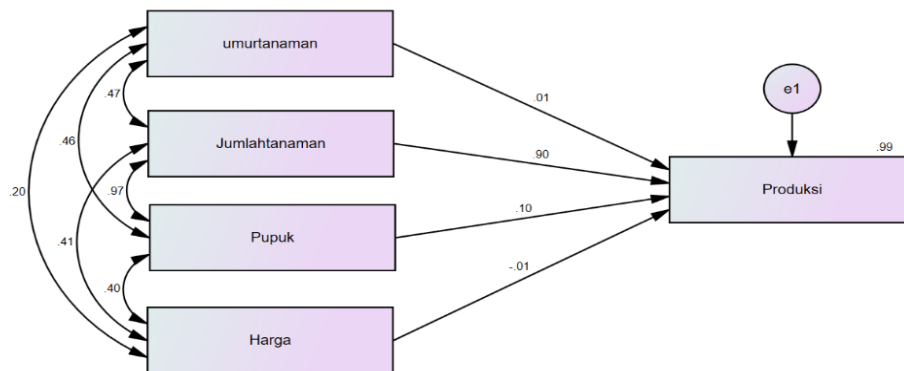 umurtanaman
.47
.01
e1
Jumlahtanaman
.46
.90
.99
Produksi
.97
.20
.10
Pupuk
.41
-.01
.40
Harga